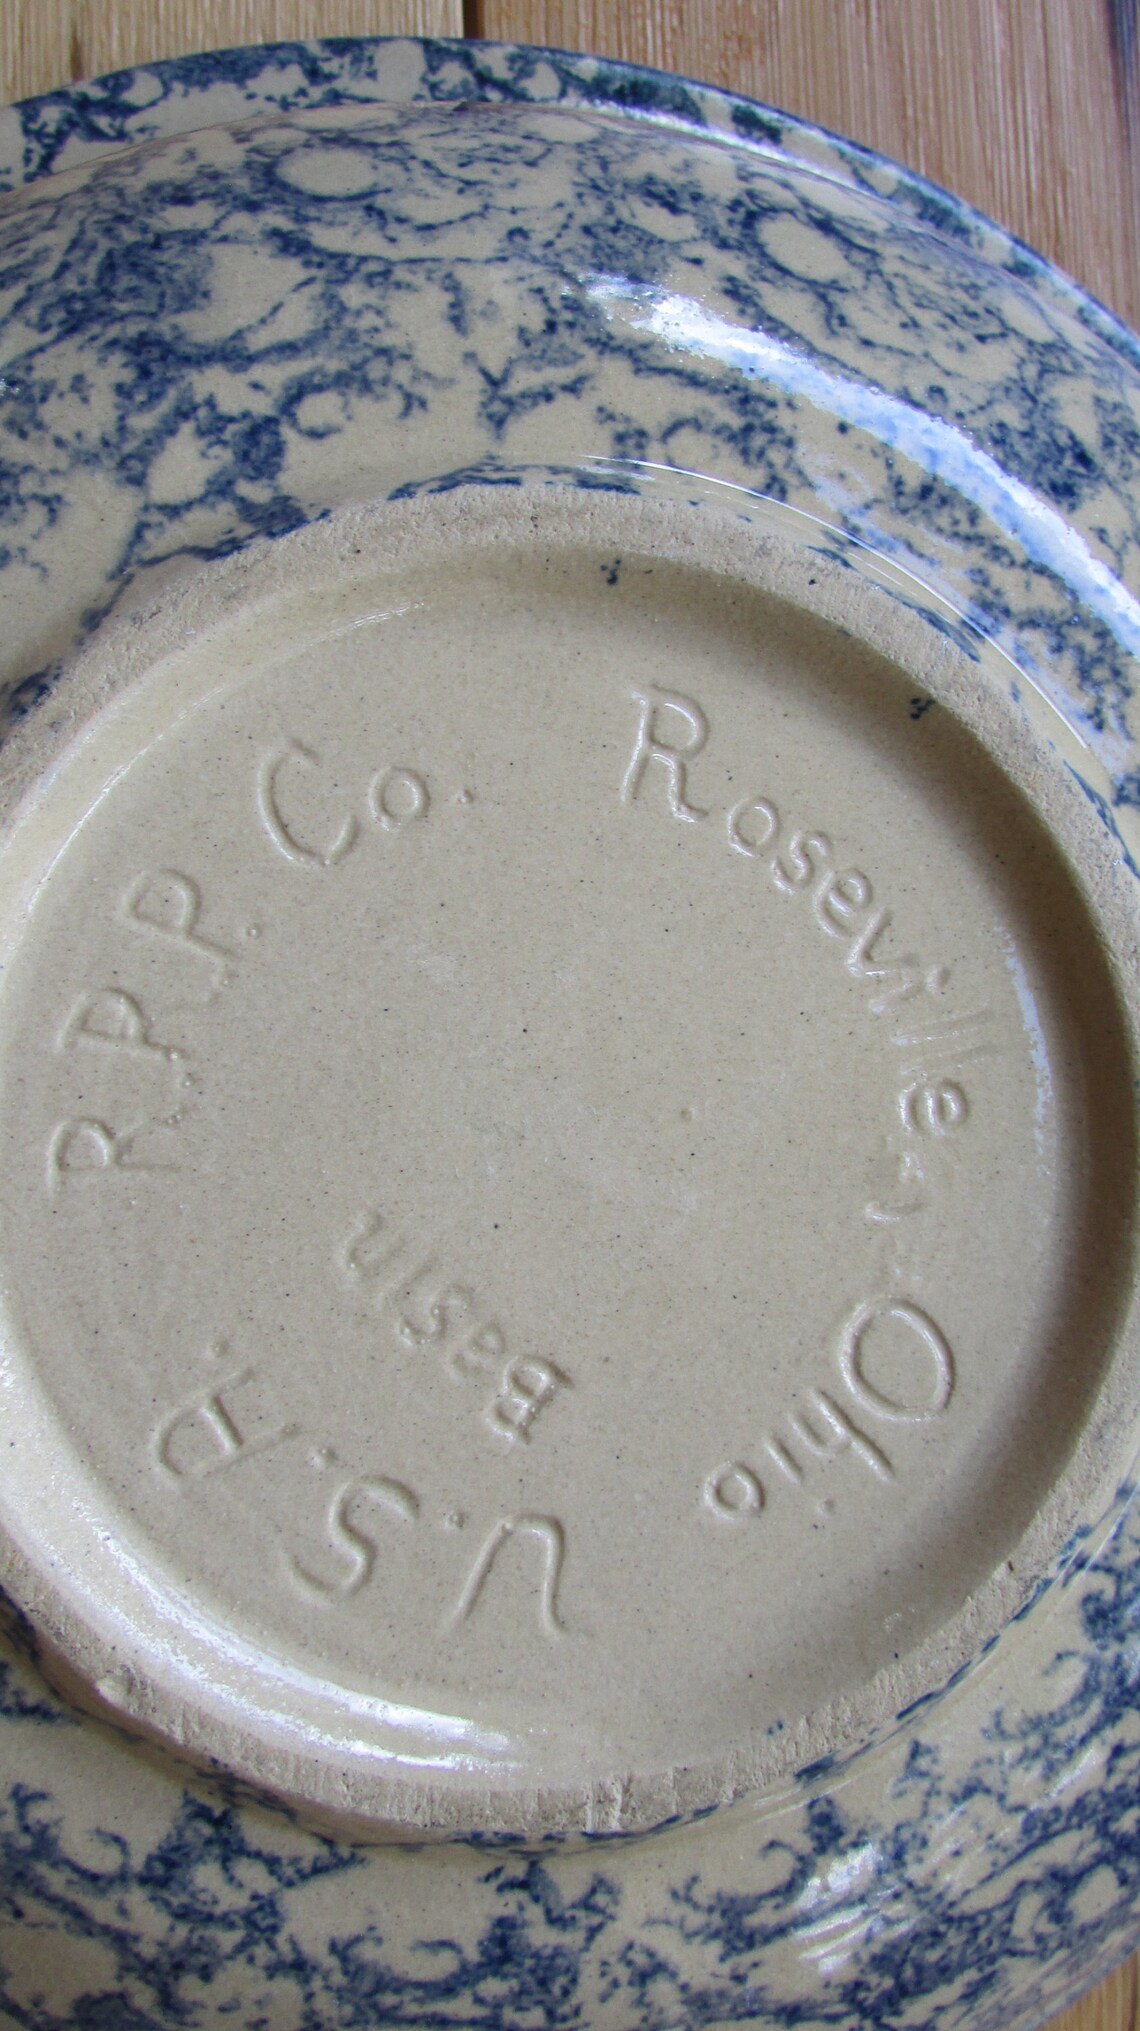 R.P.P. Co.
Roseville, Ohio
U.S.A.
Basin